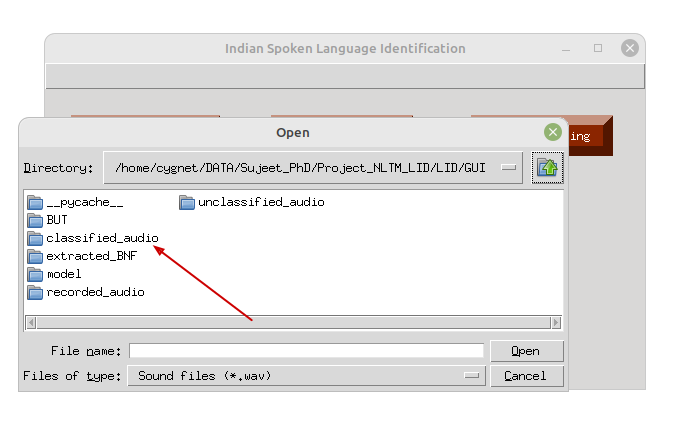 Indian Spoken Language Identification
ing
Open
Directory: /home/cygnet/DATA/Sujeet_PhD/Project_NLTM_LID/LID/GUI
__pycache__ unclassified_audio
BUT
classified_audio
extracted_BNF
model
recorded_audio
File name: Open
Files of type: Sound files (*.wav) Cancel